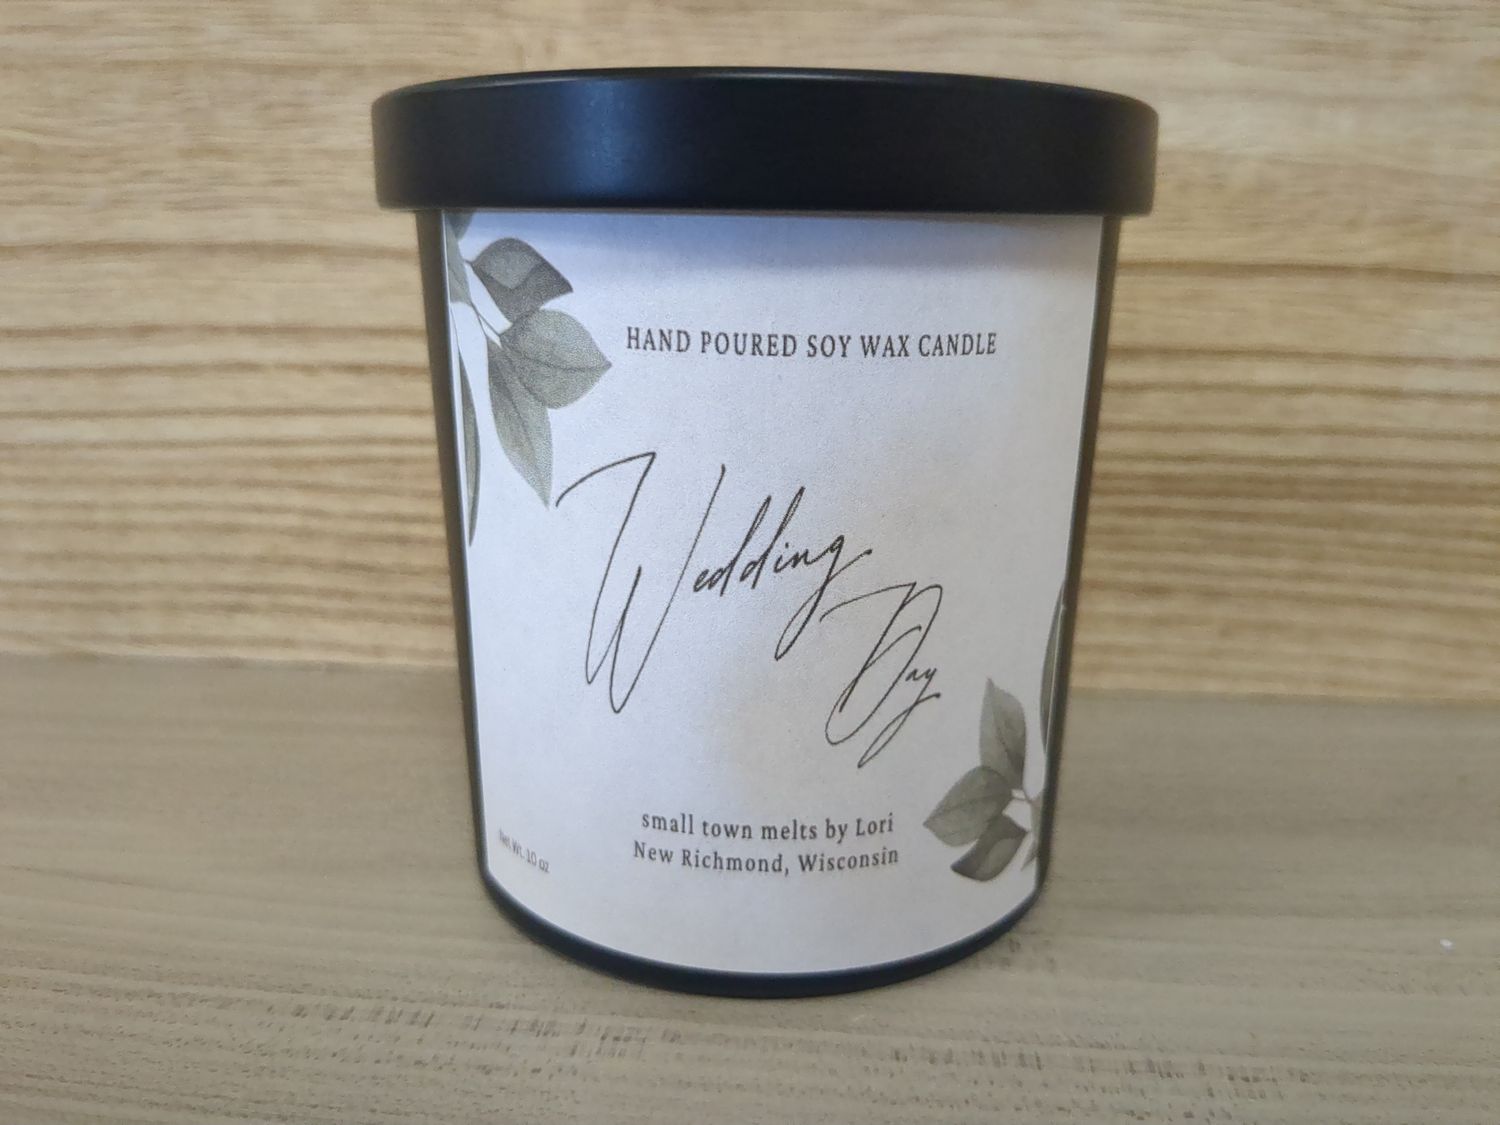 HAND POURED SOY WAX CANDLE
Wedding
Day
small town melts by Lori
New Richmond, Wisconsin
Net Wt. 10 oz